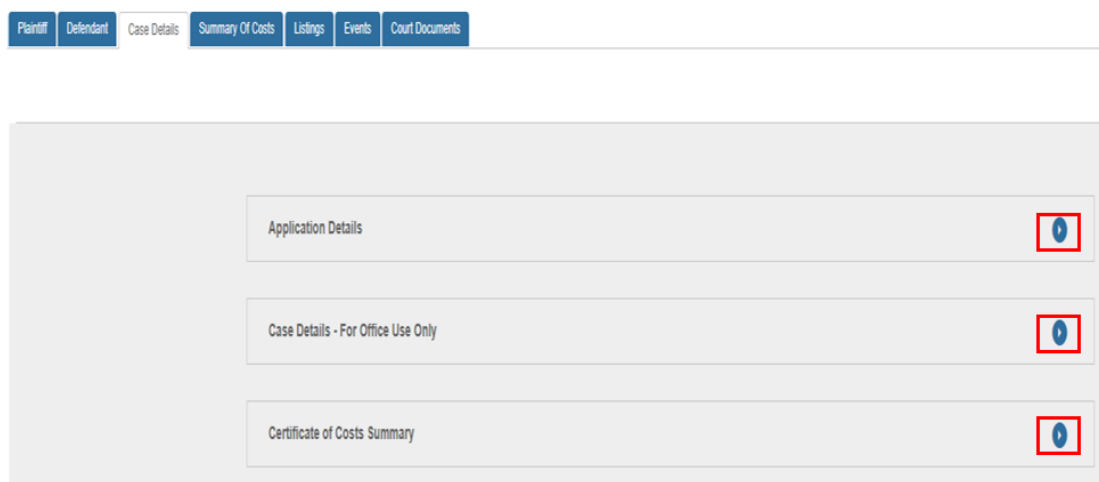 Plaintiff Defendant Case Details Summary Of Costs Listings Events Court Documents
Application Details
Case Details - For Office Use Only
Certificate of Costs Summary